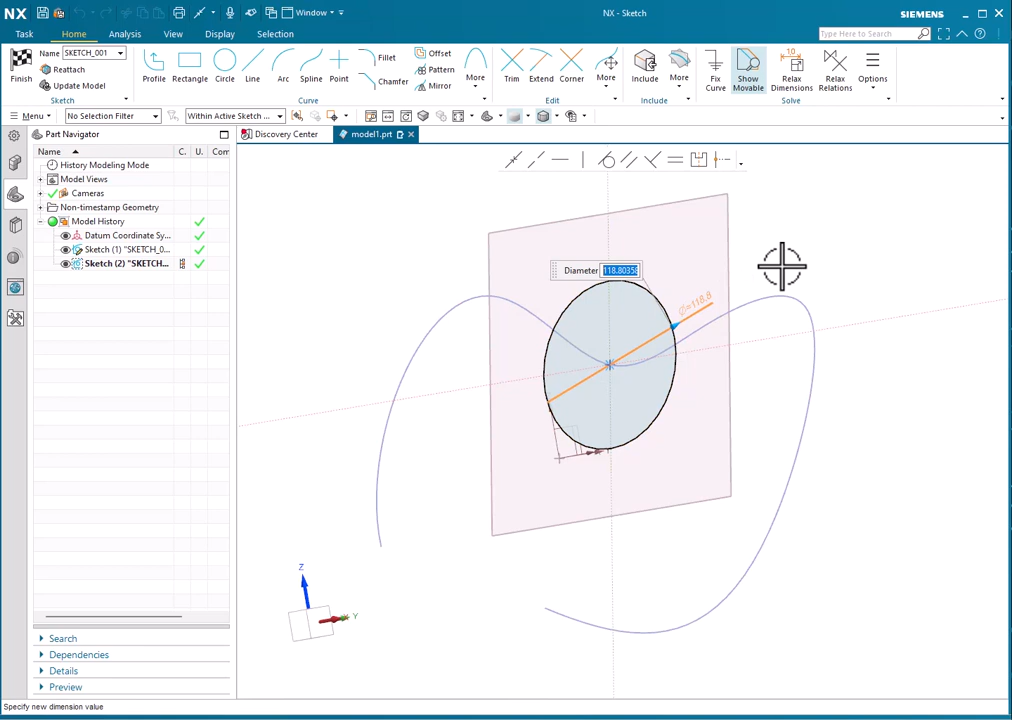 NX
Window
NX - Sketch
SIEMENS
Task
Home
Analysis
View
Display
Selection
Type Here to Search
Finish
Name
SKETCH_001
Reattach
Update Model
Sketch
Profile
Rectangle
Circle
Line
Arc
Spline
Point
Fillet
Chamfer
Offset
Pattern
Mirror
More
Curve
Trim
Extend
Corner
More
Edit
Include
More
Include
Fix
Curve
Show
Movable
Relax
Dimensions
Relax
Relations
Options
Solve
Menu
No Selection Filter
Within Active Sketch ...
Part Navigator
Discovery Center
model1.prt
Name
C.
U.
Com
History Modeling Mode
Model Views
Cameras
Non-timestamp Geometry
Model History
Datum Coordinate Sy...
Sketch (1) "SKETCH_0...
Sketch (2) "SKETCH...
Search
Dependencies
Details
Preview
Diameter
118.80358
Ø=118.8
Z
Y
Specify new dimension value